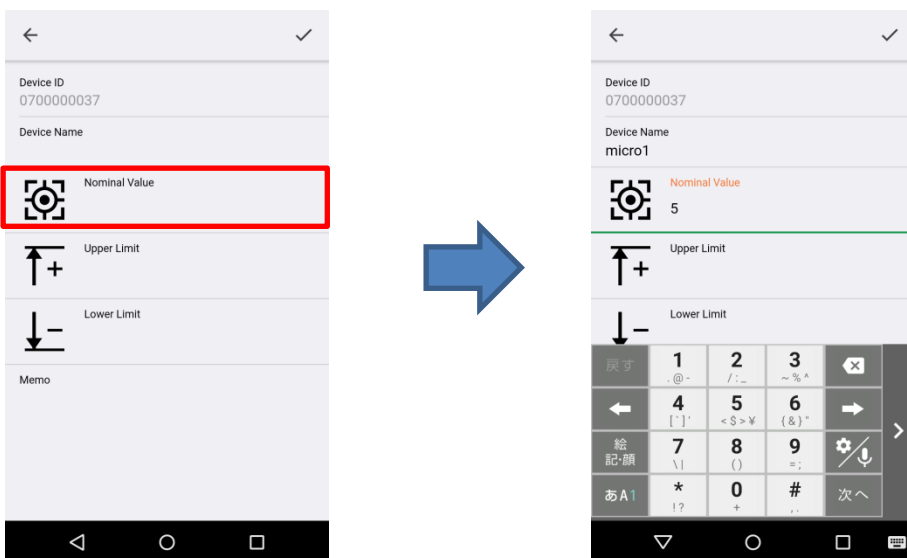 Device ID
0700000037
Device Name
Nominal Value
Upper Limit
Lower Limit
Memo
Device ID
0700000037
Device Name
micro1
Nominal Value
5
Upper Limit
Lower Limit
戻す 1 2 3
. @ - / : _ ~ % ^
4 5 6
[ ` ] ' < $ > ¥ { & } "
絵
記・顔 7 8 9
\ | ( ) = ;
あA1 * 0 # 次へ
! ? + , .